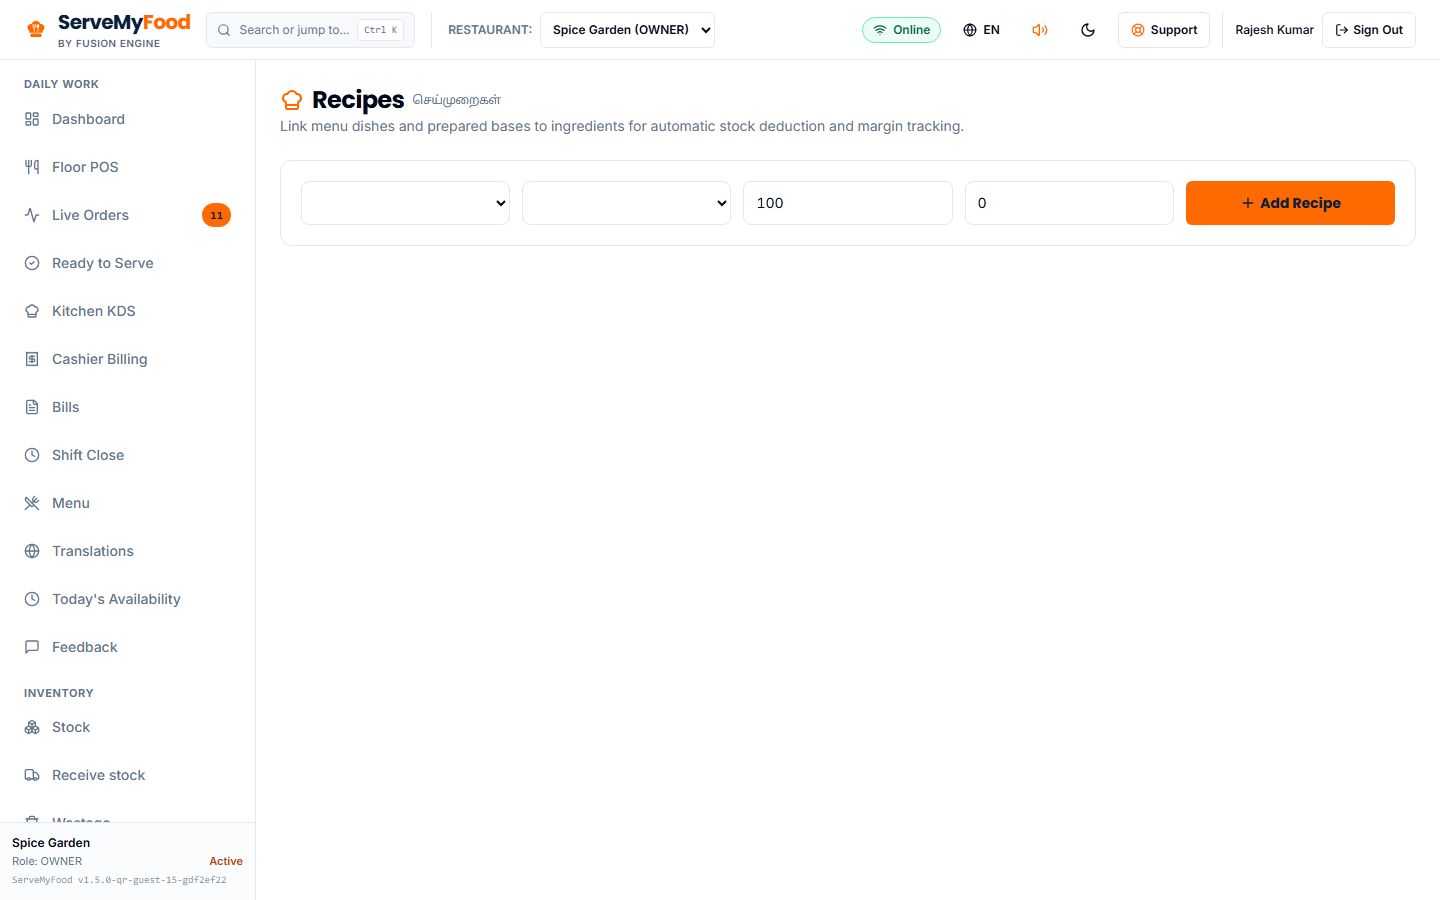 ServeMyFood
BY FUSION ENGINE
Search or jump to...
Ctrl K
RESTAURANT:
Spice Garden (OWNER)
Online
EN
Support
Rajesh Kumar
Sign Out
DAILY WORK
Dashboard
Floor POS
Live Orders
11
Ready to Serve
Kitchen KDS
Cashier Billing
Bills
Shift Close
Menu
Translations
Today's Availability
Feedback
INVENTORY
Stock
Receive stock
Wastage
Spice Garden
Role: OWNER
Active
ServeMyFood v1.5.0-qr-guest-15-gdf2ef22
Recipes செய்முறைகள்
Link menu dishes and prepared bases to ingredients for automatic stock deduction and margin tracking.
100
0
+ Add Recipe